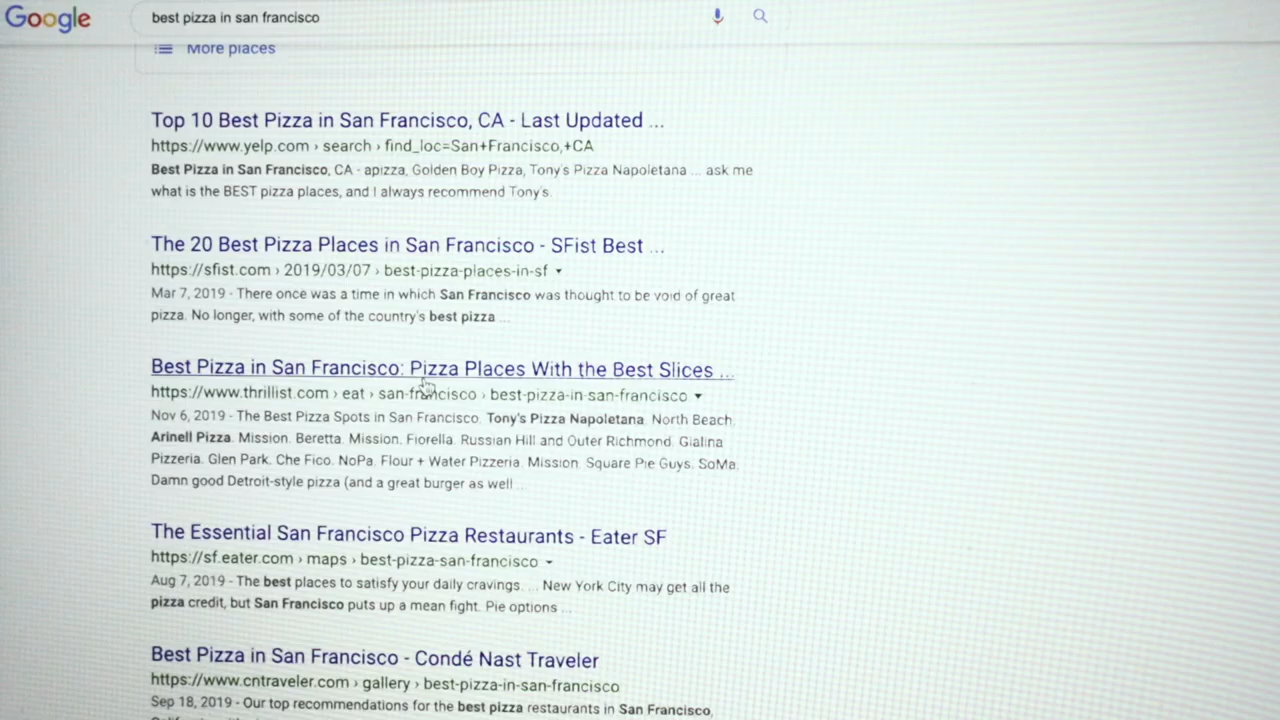 Google
best pizza in san francisco
More places
Top 10 Best Pizza in San Francisco, CA - Last Updated ...
https://www.yelp.com › search › find_loc=San+Francisco,+CA
Best Pizza in San Francisco, CA - apizza, Golden Boy Pizza, Tony's Pizza Napoletana ... ask me
what is the BEST pizza places, and I always recommend Tony's.
The 20 Best Pizza Places in San Francisco - SFist Best ...
https://sfist.com › 2019/03/07 › best-pizza-places-in-sf
Mar 7, 2019 - There once was a time in which San Francisco was thought to be void of great
pizza. No longer, with some of the country's best pizza ...
Best Pizza in San Francisco: Pizza Places With the Best Slices ...
https://www.thrillist.com › eat › san-francisco › best-pizza-in-san-francisco
Nov 6, 2019 - The Best Pizza Spots in San Francisco. Tony's Pizza Napoletana. North Beach.
Arinell Pizza. Mission. Beretta. Mission. Fiorella. Russian Hill and Outer Richmond. Gialina
Pizzeria. Glen Park. Che Fico. NoPa. Flour + Water Pizzeria. Mission. Square Pie Guys. SoMa.
Damn good Detroit-style pizza (and a great burger as well ...
The Essential San Francisco Pizza Restaurants - Eater SF
https://sf.eater.com › maps › best-pizza-san-francisco
Aug 7, 2019 - The best places to satisfy your daily cravings. ... New York City may get all the
pizza credit, but San Francisco puts up a mean fight. Pie options ...
Best Pizza in San Francisco - Condé Nast Traveler
https://www.cntraveler.com › gallery › best-pizza-in-san-francisco
Sep 18, 2019 - Our top recommendations for the best pizza restaurants in San Francisco,